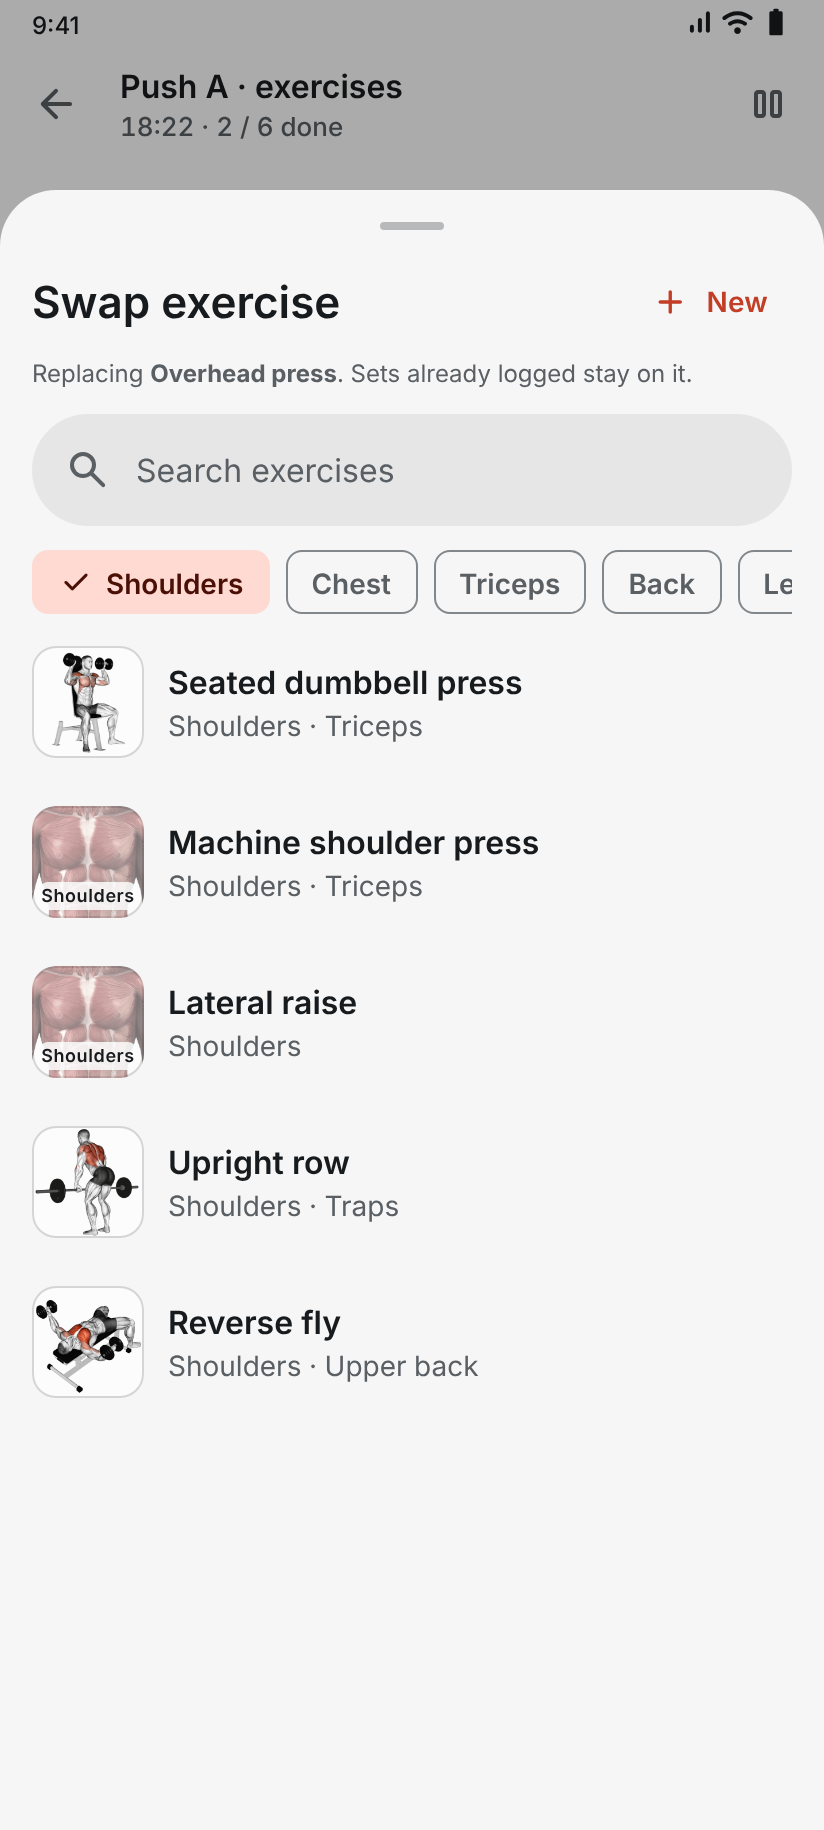 9:41
Push A · exercises
18:22 · 2 / 6 done
Swap exercise
New
Replacing Overhead press. Sets already logged stay on it.
Search exercises
Shoulders
Chest
Triceps
Back
Le
Seated dumbbell press
Shoulders · Triceps
Machine shoulder press
Shoulders · Triceps
Shoulders
Lateral raise
Shoulders
Shoulders
Upright row
Shoulders · Traps
Reverse fly
Shoulders · Upper back